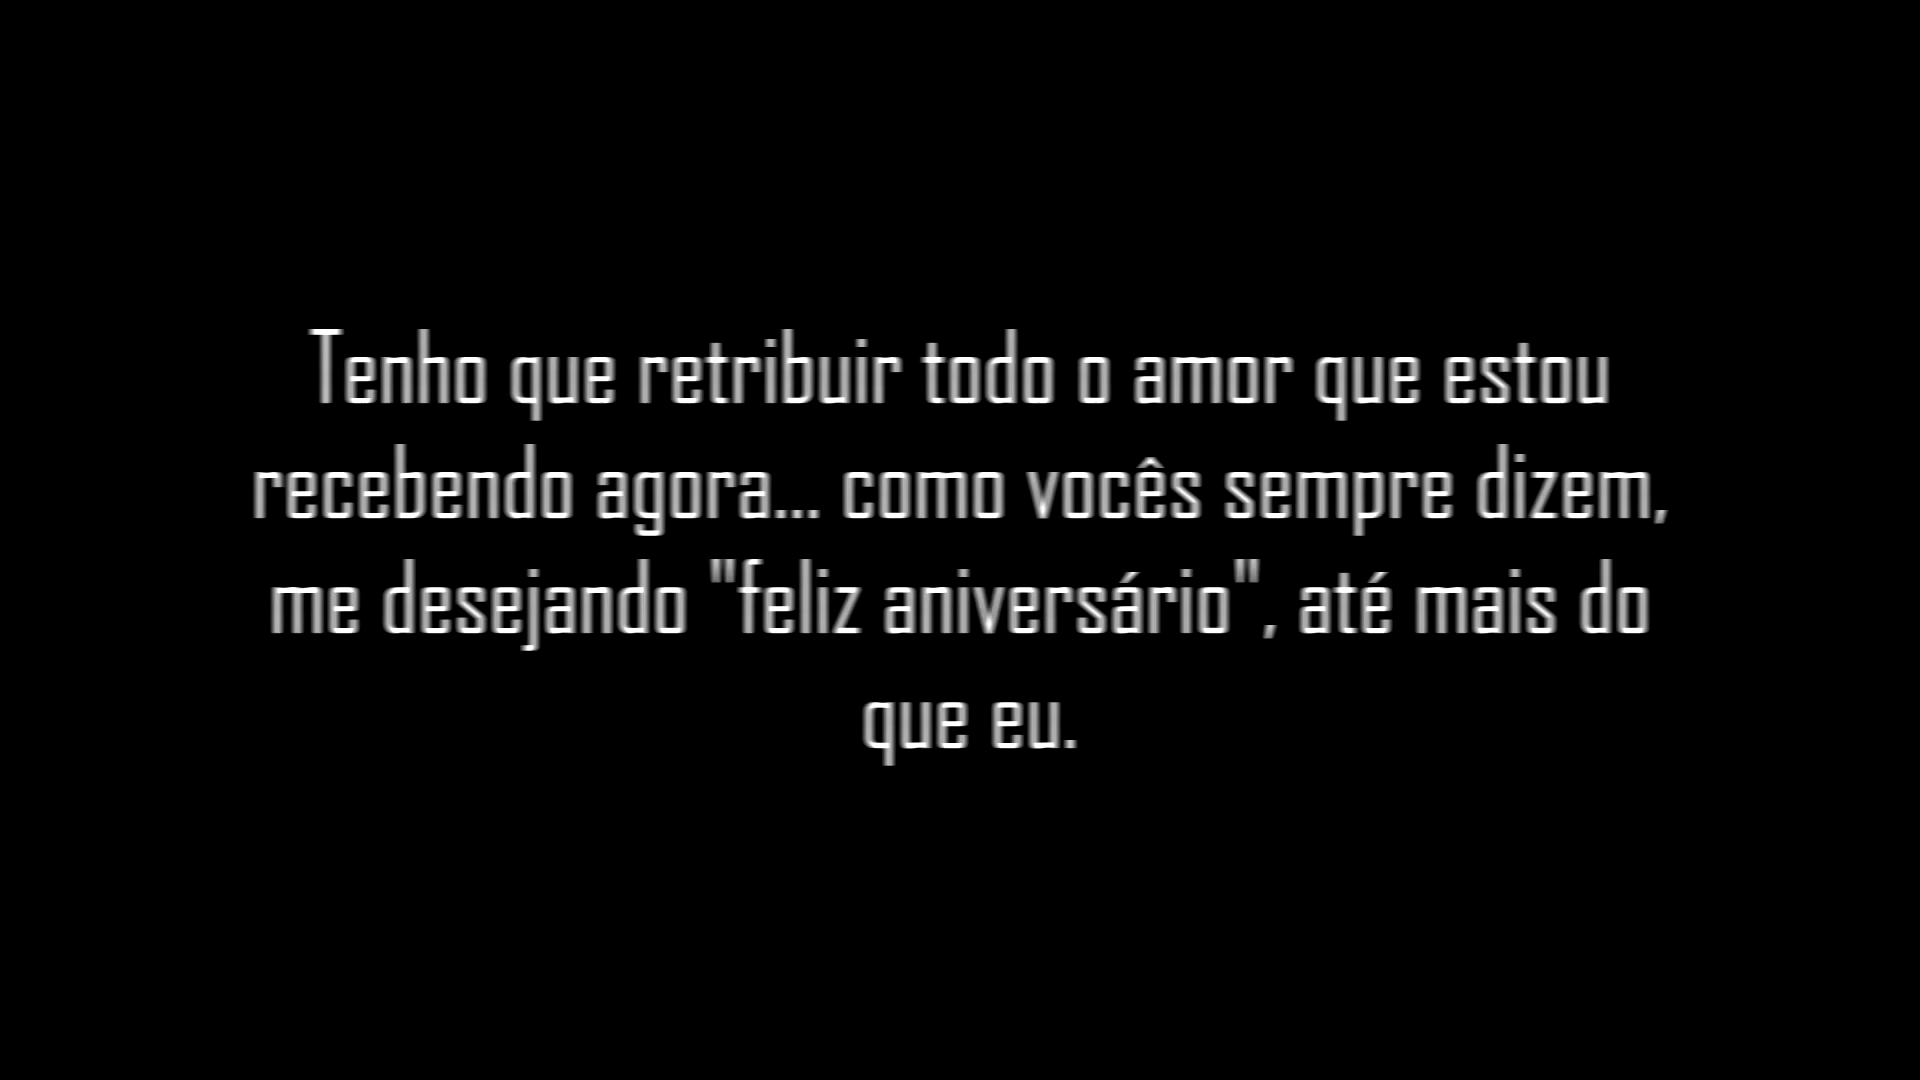 Tenho que retribuir todo o amor que estou
recebendo agora... como vocês sempre dizem,
me desejando "feliz aniversário", até mais do
que eu.